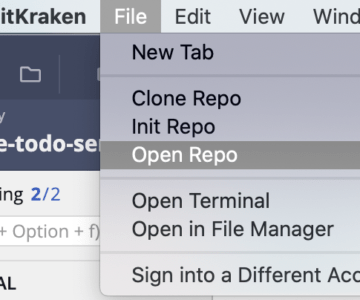 itKraken File Edit View Wind
New Tab
Clone Repo
Init Repo
e-todo-se
Open Repo
ing 2/2
Open Terminal
+ Option + f)
Open in File Manager
AL
Sign into a Different Acc